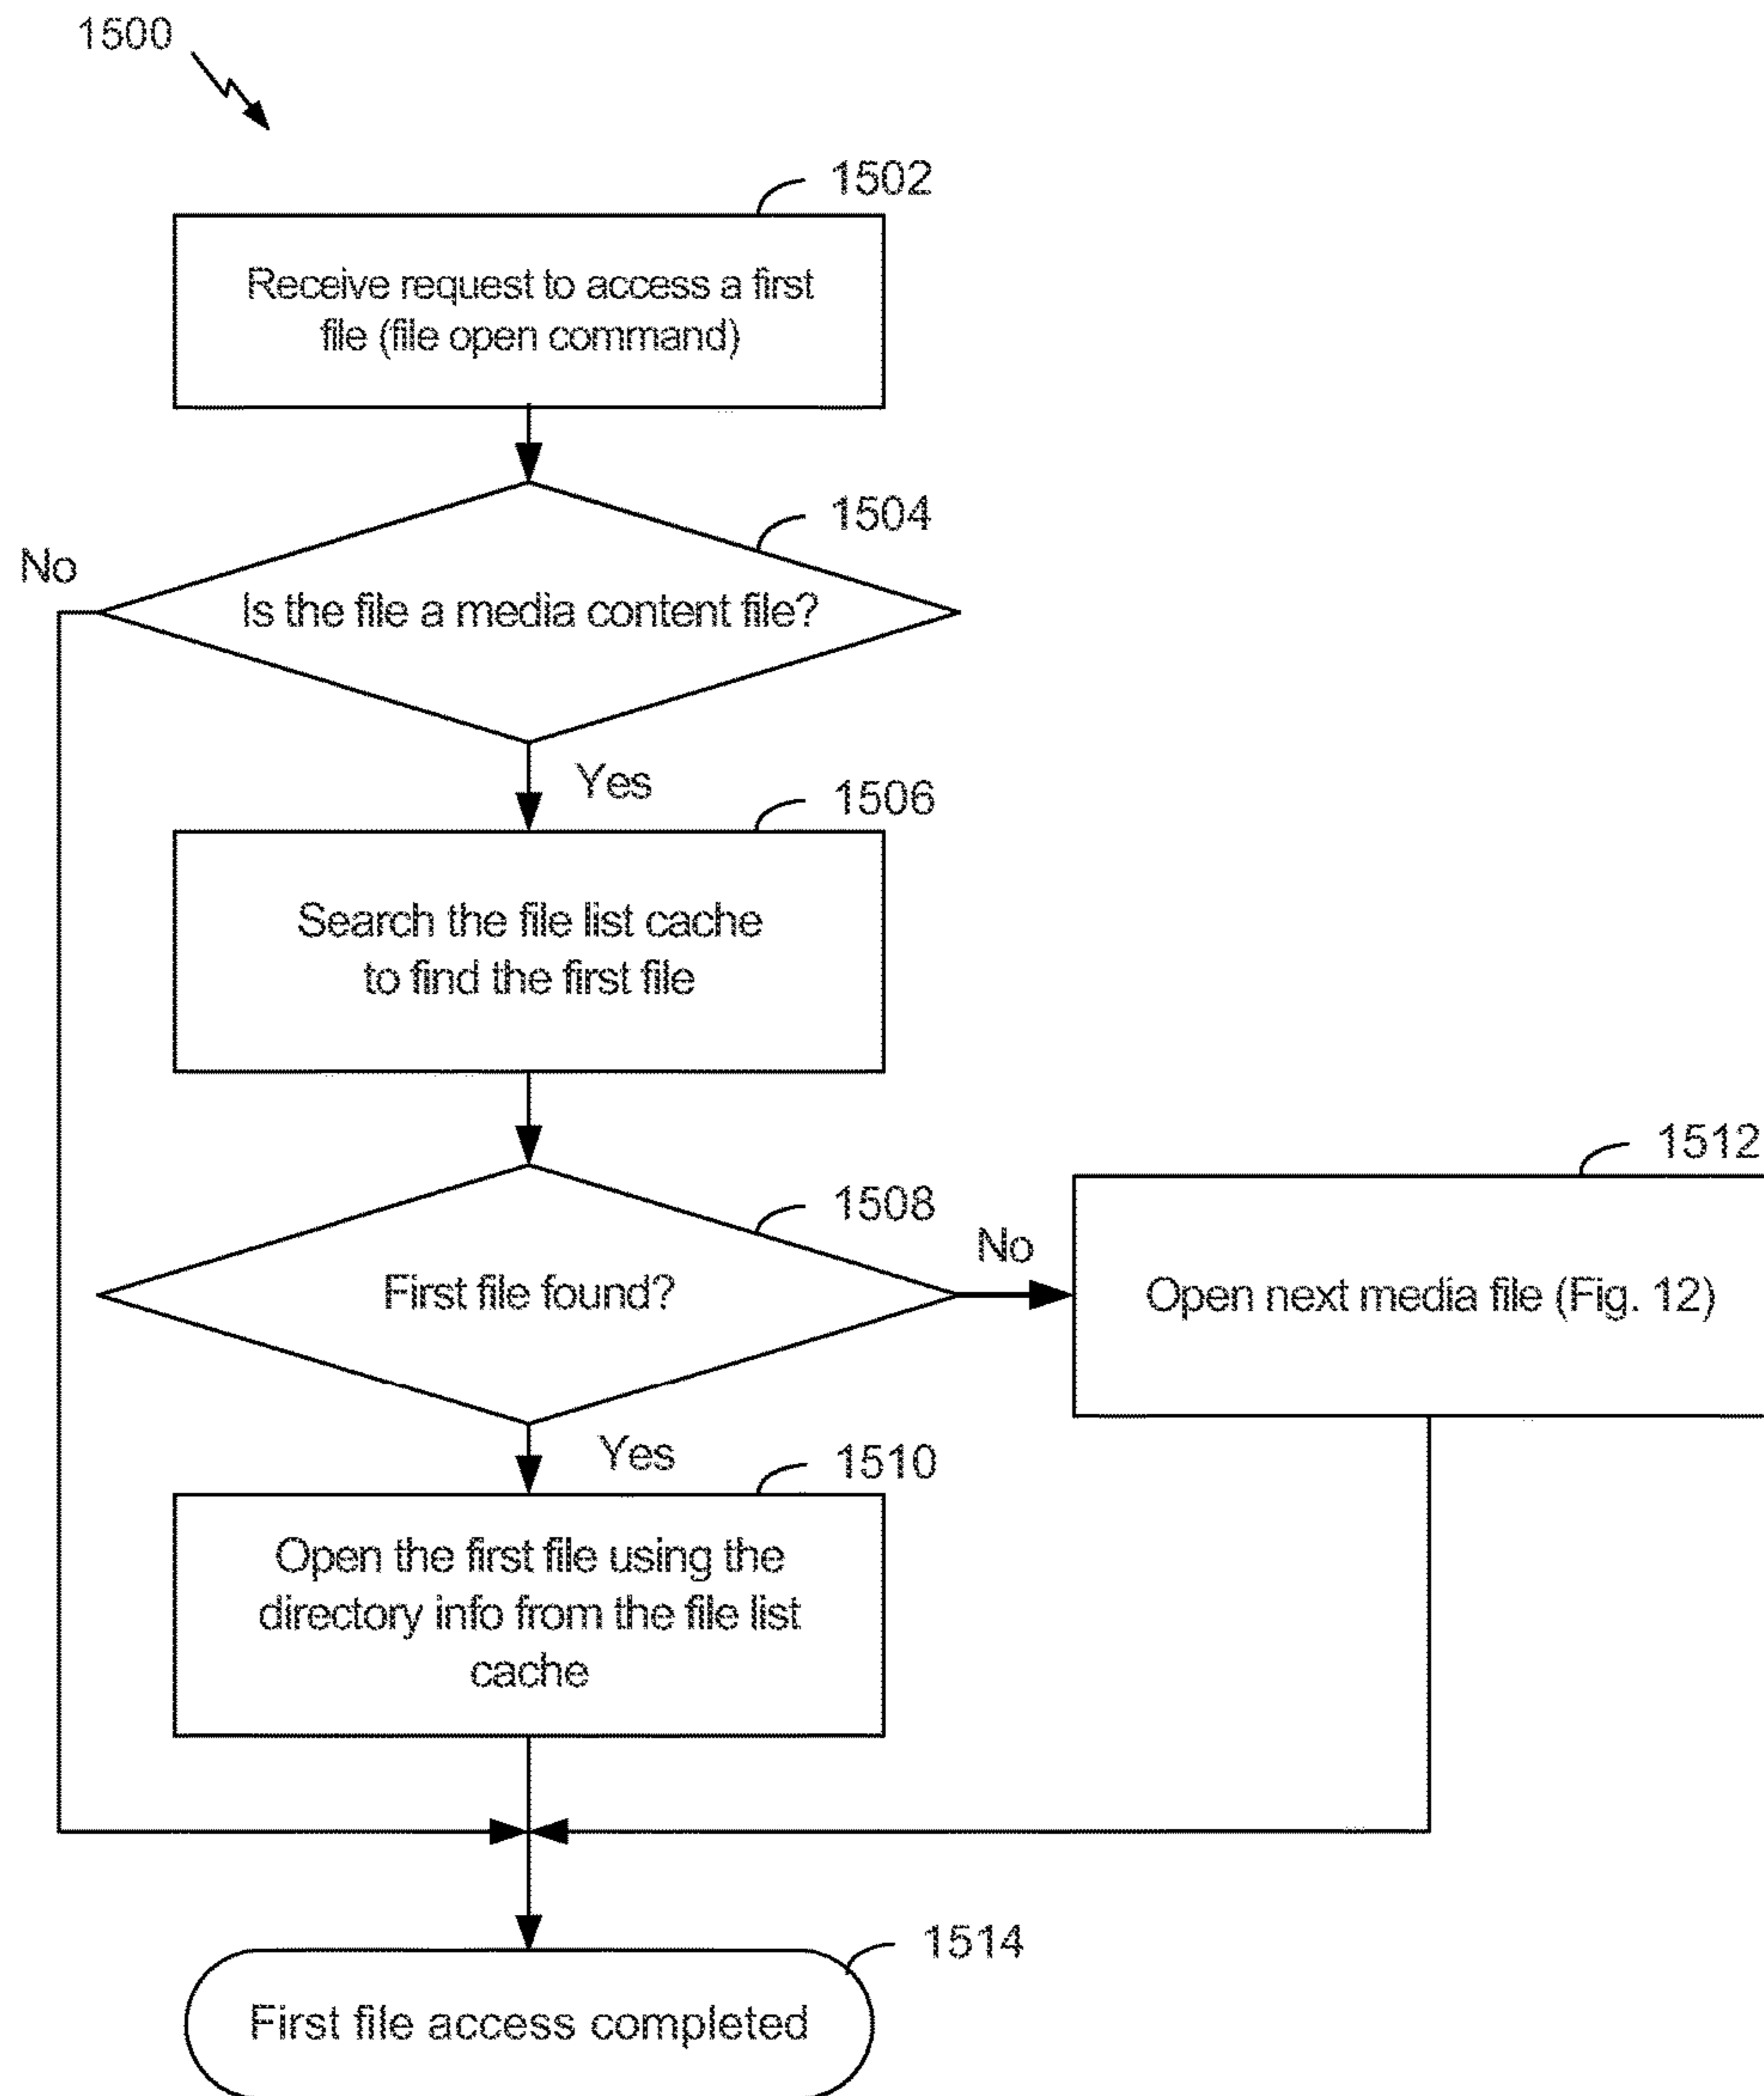 1500
1502
Receive request to access a first
file (file open command)
1504
No
Is the file a media content file?
Yes
1506
Search the file list cache
to find the first file
1512
1508
No
First file found?
Open next media file (Fig. 12)
Yes
1510
Open the first file using the
directory info from the file list
cache
1514
First file access completed